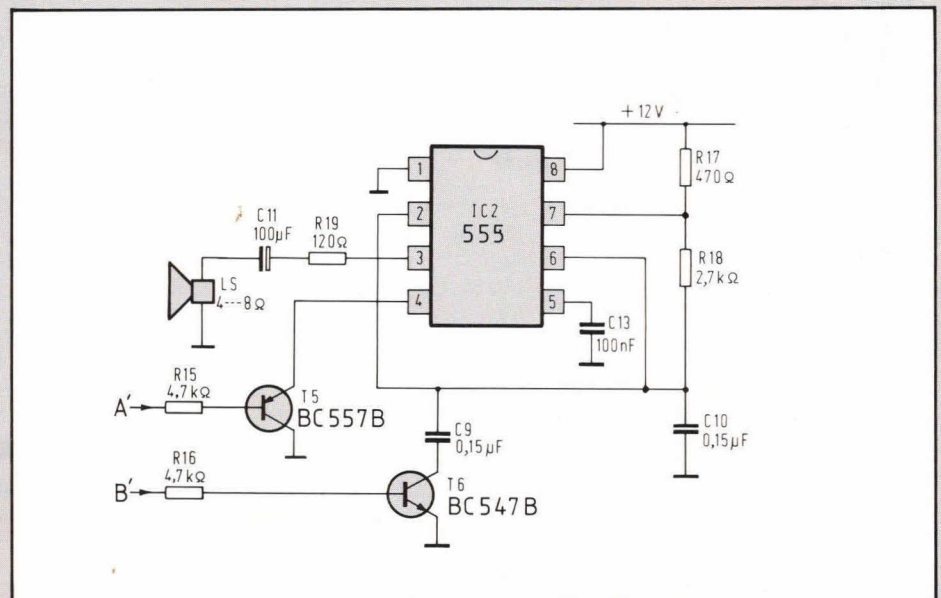 +12V
R17
470Ω
1
8
C11
100µF
R19
120Ω
2
IC2
555
7
3
6
R18
2,7kΩ
LS
4---8Ω
4
5
C13
100nF
R15
4,7kΩ
A'
T5
BC557B
C9
0,15µF
C10
0,15µF
R16
4,7kΩ
B'
T6
BC547B